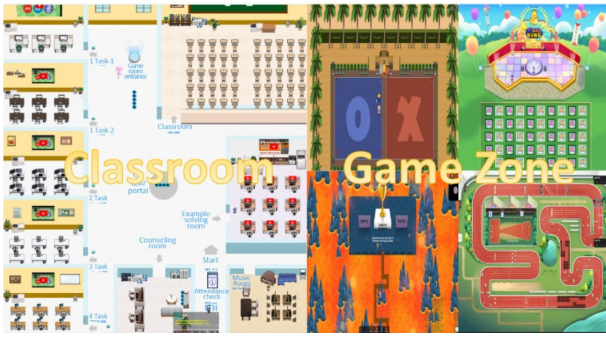 1 Task-1
Game
room
entrance
1 Task 2
Classroom
Classroom
Game Zone
portal
2 Task
Example
solving
room
Counseling
room
Start
3 Task
Attendance
check
Music
Room
4 Task
O X
KING